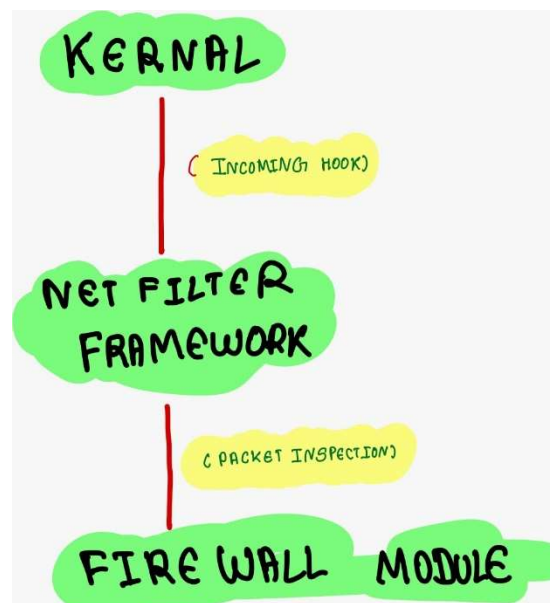 KERNAL
( INCOMING HOOK)
NET FILTER
FRAMEWORK
( PACKET INSPECTION)
FIRE WALL MODULE